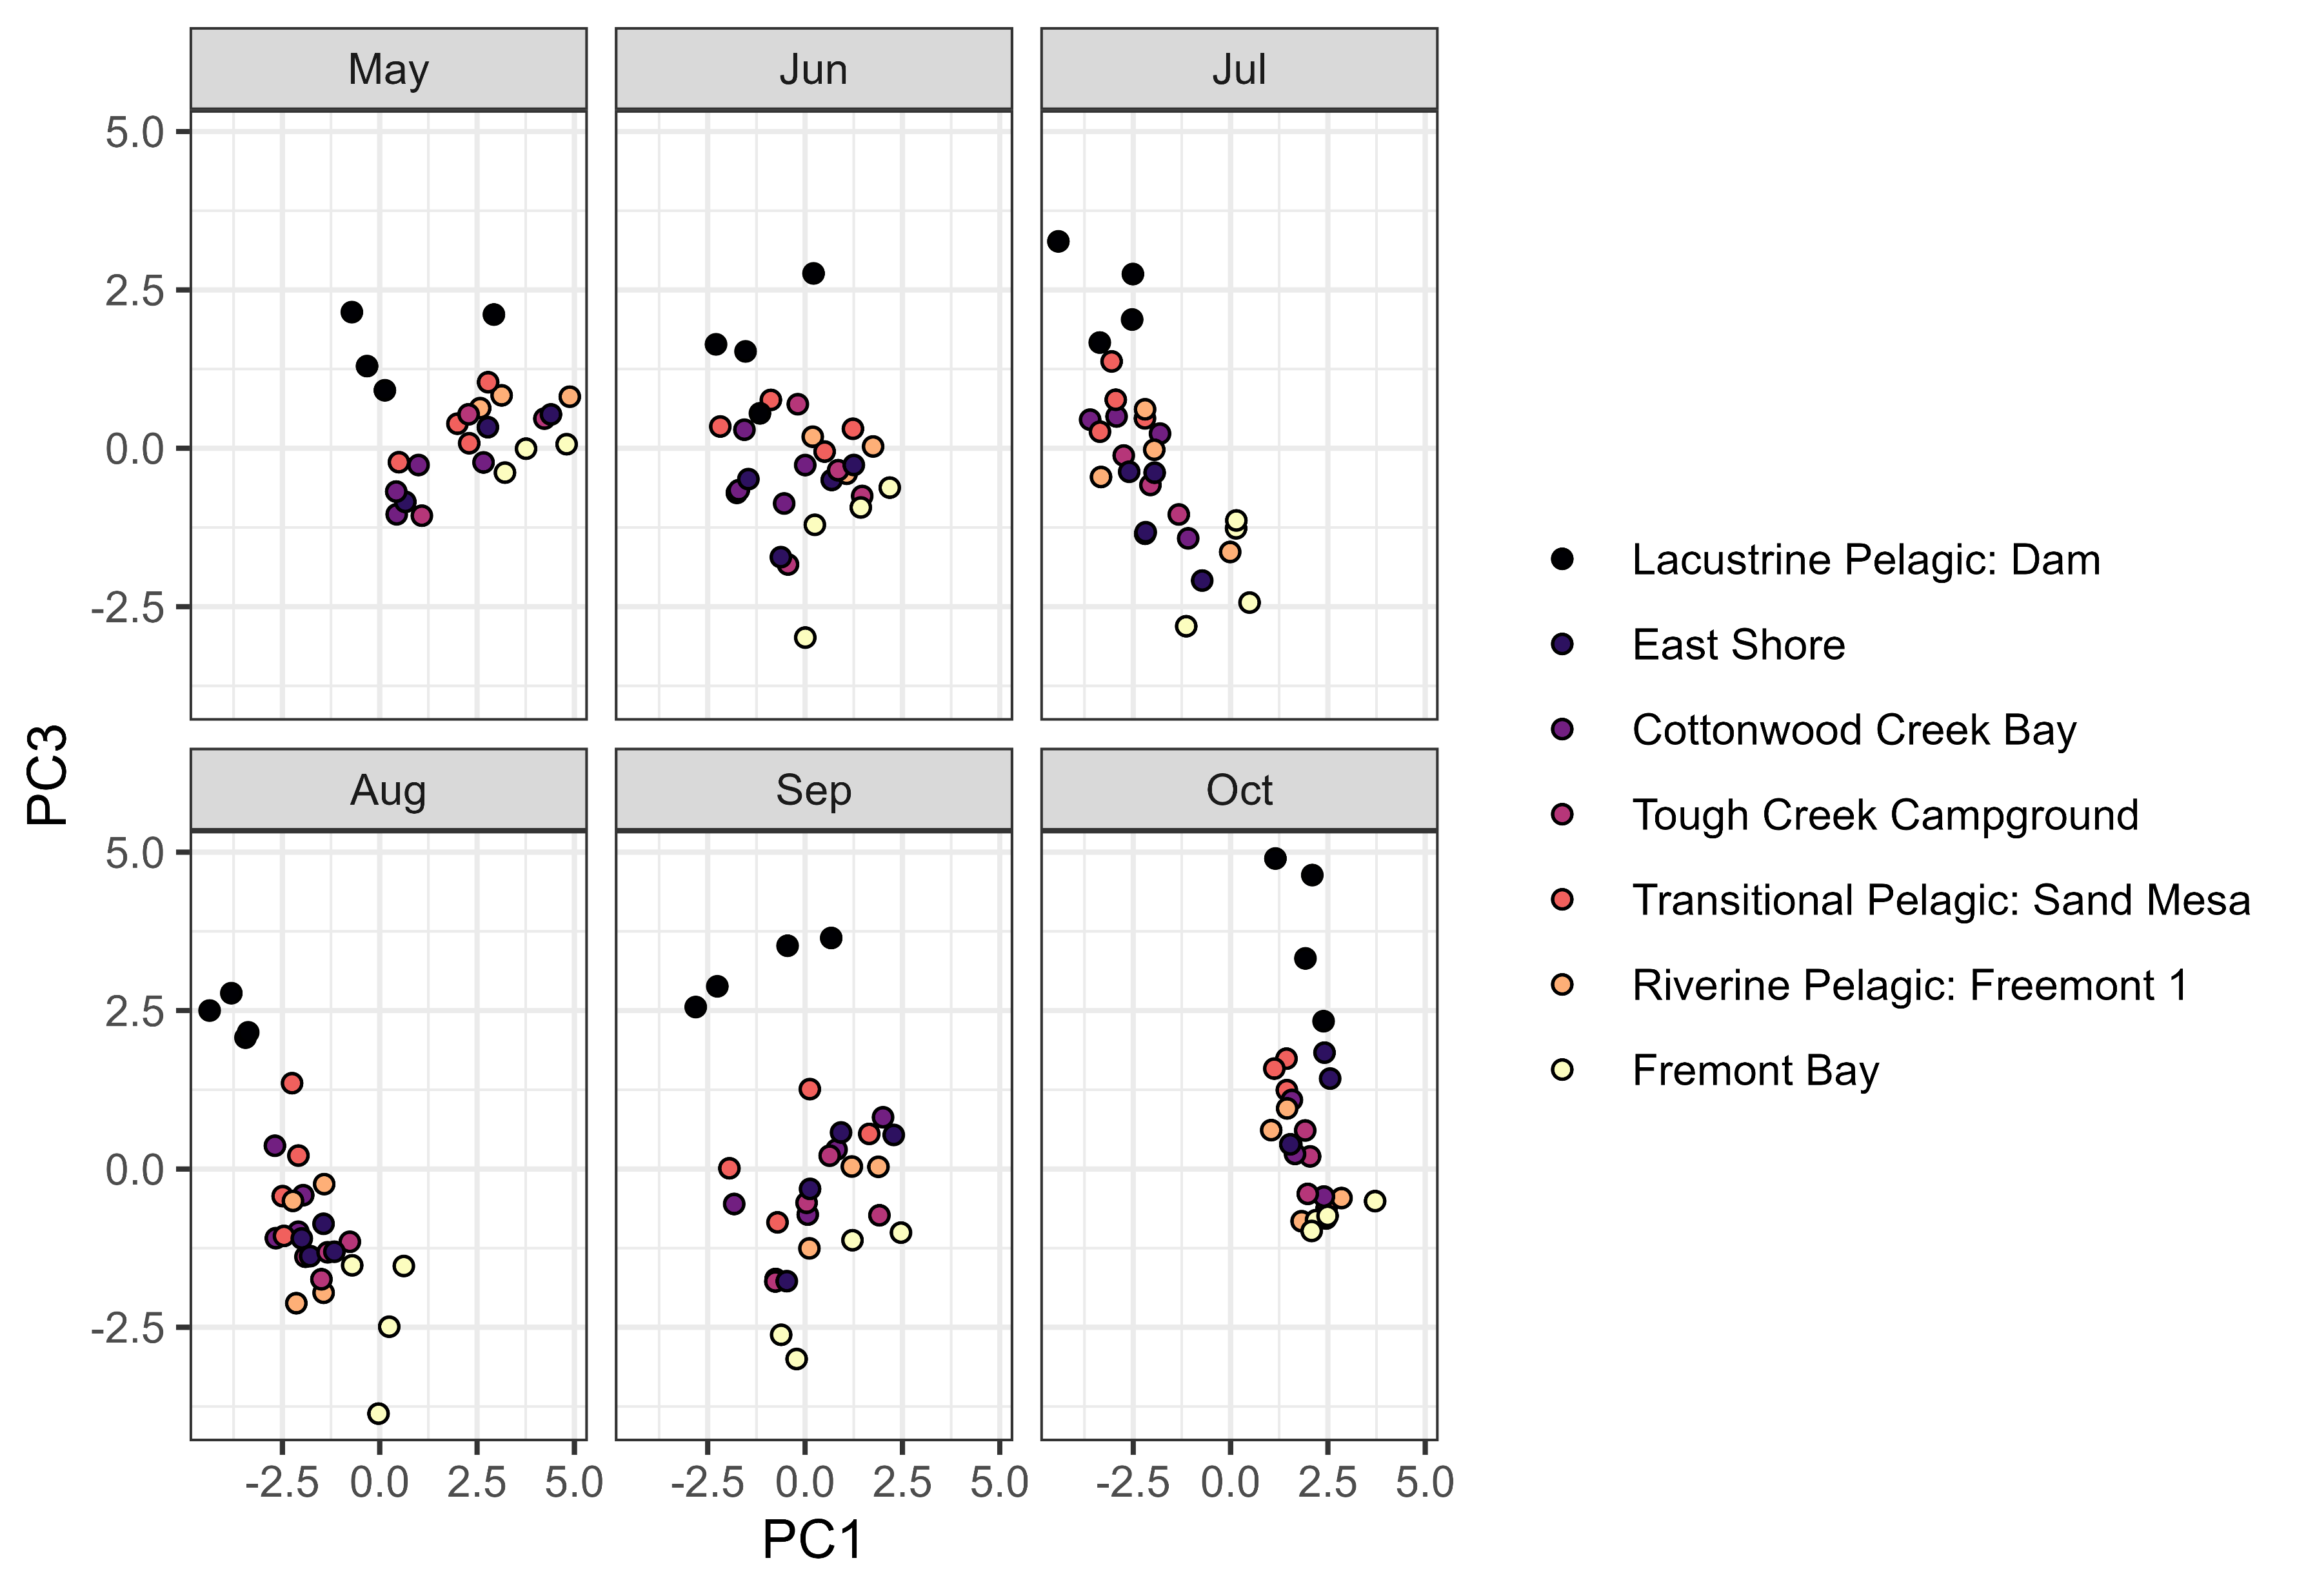 May Jun Jul
5.0
2.5
0.0
-2.5
PC3
Aug Sep Oct
5.0
2.5
0.0
-2.5
-2.5 0.0 2.5 5.0 -2.5 0.0 2.5 5.0 -2.5 0.0 2.5 5.0
PC1
Lacustrine Pelagic: Dam
East Shore
Cottonwood Creek Bay
Tough Creek Campground
Transitional Pelagic: Sand Mesa
Riverine Pelagic: Freemont 1
Fremont Bay